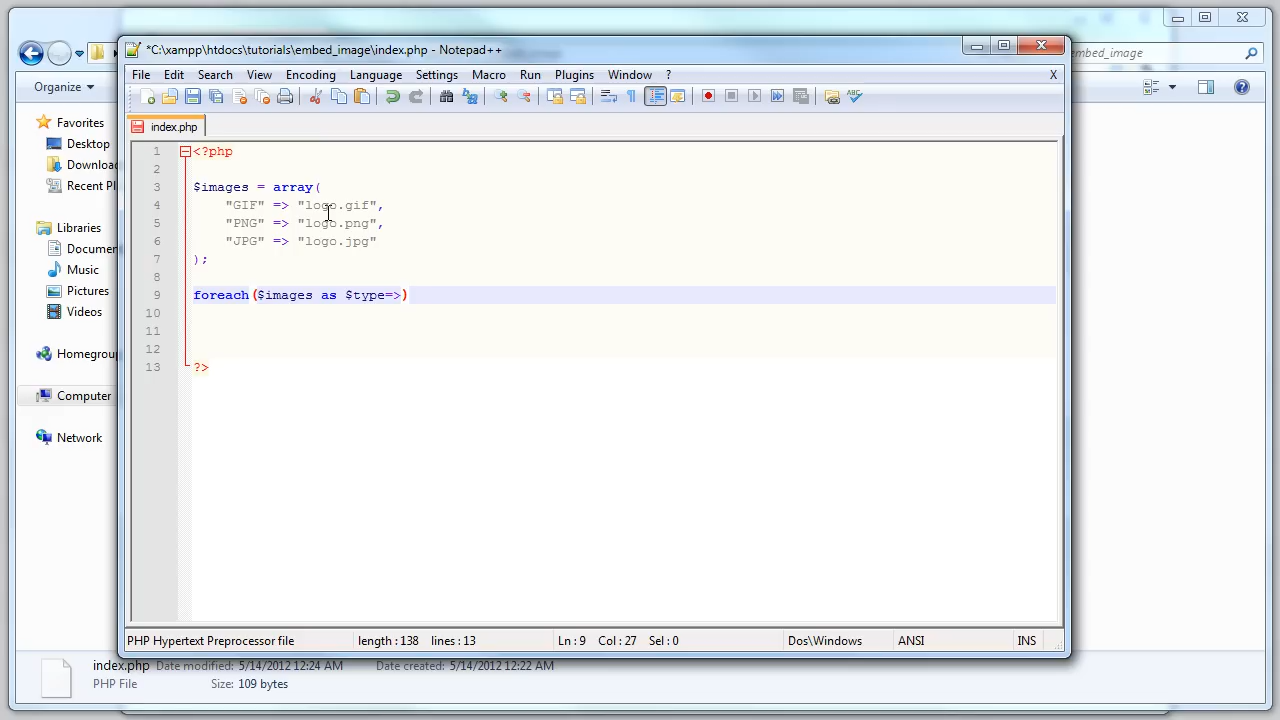 embed_image
*C:\xampp\htdocs\tutorials\embed_image\index.php - Notepad++
File Edit Search View Encoding Language Settings Macro Run Plugins Window ? X
Organize
index.php
Favorites
Desktop
Downloa
Recent Pl
Libraries
Documen
Music
Pictures
Videos
Homegroup
Computer
Network
1 <?php
2
3 $images = array(
4 "GIF" => "logo.gif",
5 "PNG" => "logo.png",
6 "JPG" => "logo.jpg"
7 );
8
9 foreach($images as $type=>)
10
11
12
13 ?>
PHP Hypertext Preprocessor file length : 138 lines : 13 Ln : 9 Col : 27 Sel : 0 Dos\Windows ANSI INS
index.php Date modified: 5/14/2012 12:24 AM Date created: 5/14/2012 12:22 AM
PHP File Size: 109 bytes